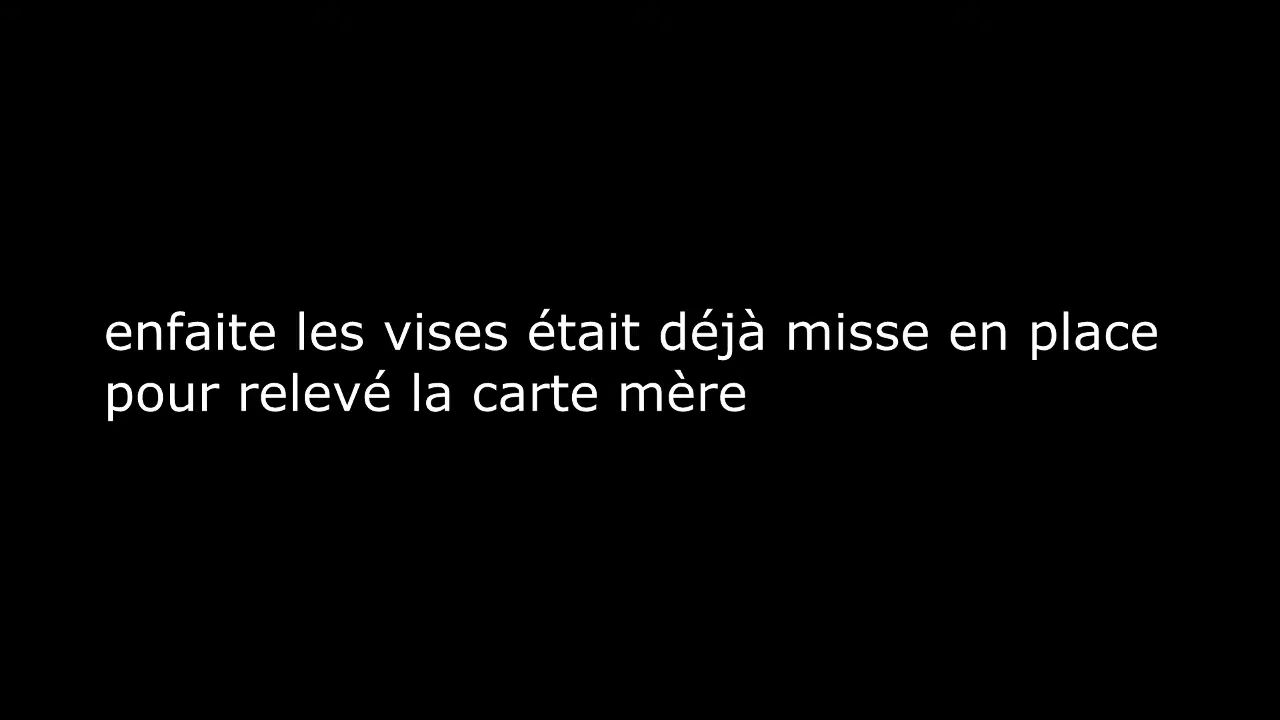 enfaite les vises était déjà misse en place
pour relevé la carte mère